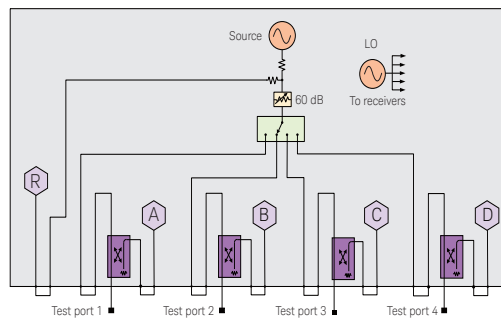 Source
LO
60 dB
To receivers
R
A
B
C
D
Test port 1
Test port 2
Test port 3
Test port 4